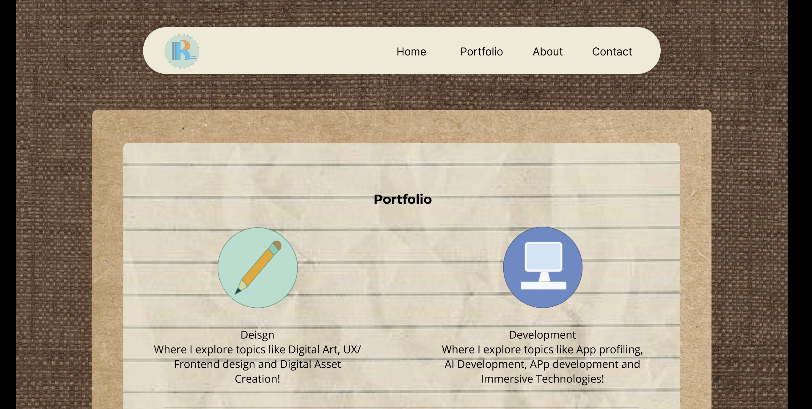 R
Home Portfolio About Contact
Portfolio
Deisgn
Where I explore topics like Digital Art, UX/
Frontend design and Digital Asset
Creation!
Development
Where I explore topics like App profiling,
AI Development, APp development and
Immersive Technologies!